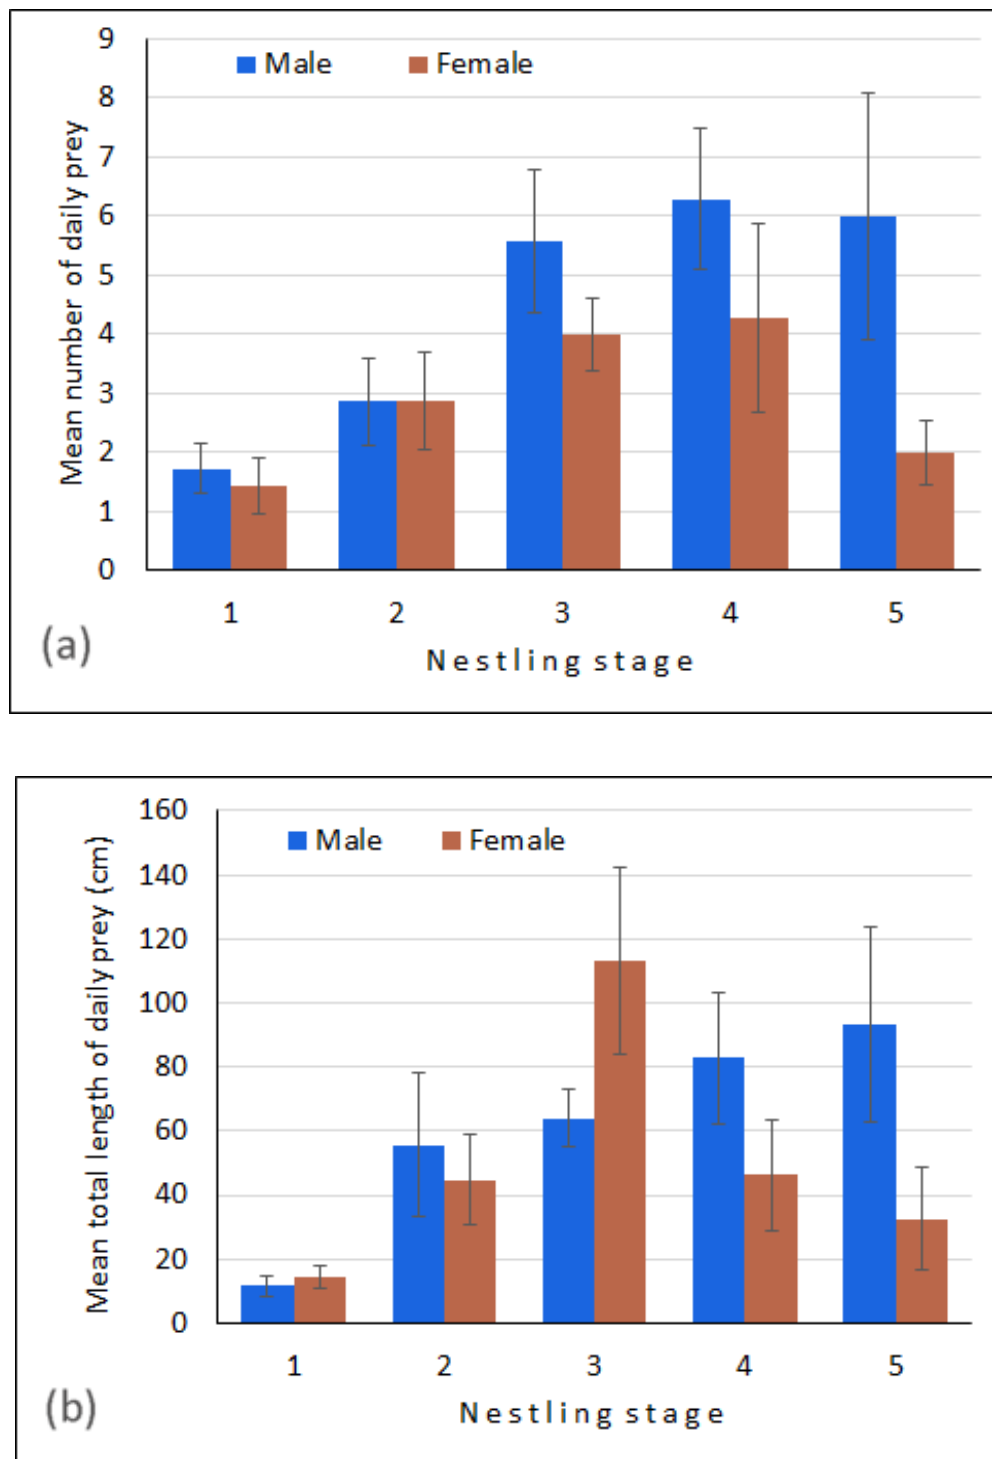 Male Female
9
8
7
6
5
4
3
2
1
0
Mean number of daily prey
1 2 3 4 5
Nestling stage
(a)
Male Female
160
140
120
100
80
60
40
20
0
Mean total length of daily prey (cm)
1 2 3 4 5
Nestling stage
(b)